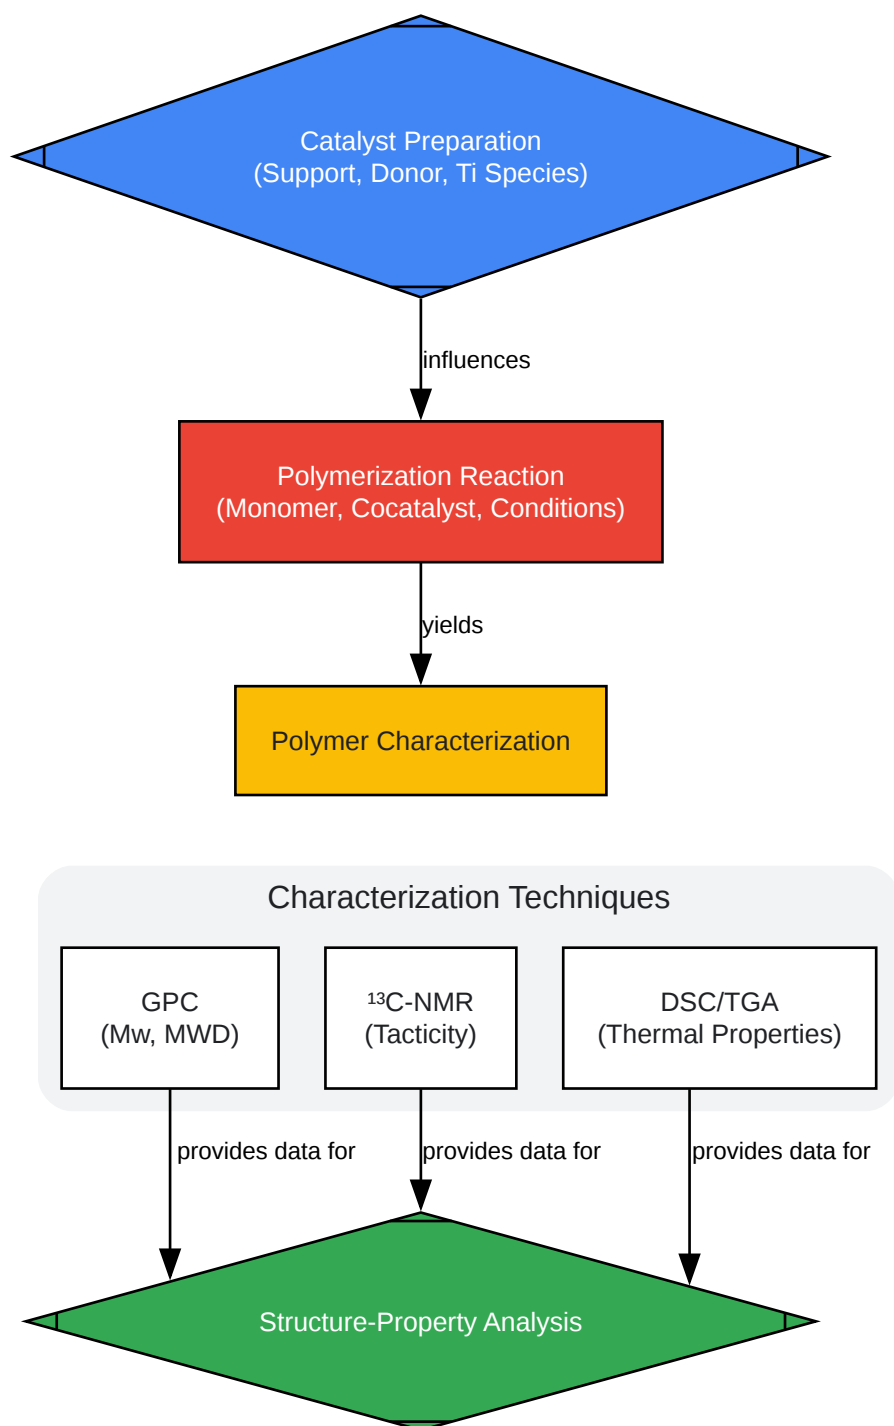 Catalyst Preparation
(Support, Donor, Ti Species)
influences
Polymerization Reaction
(Monomer, Cocatalyst, Conditions)
yields
Polymer Characterization
Characterization Techniques
GPC
(Mw, MWD)
¹³C-NMR
(Tacticity)
DSC/TGA
(Thermal Properties)
provides data for
provides data for
provides data for
Structure-Property Analysis